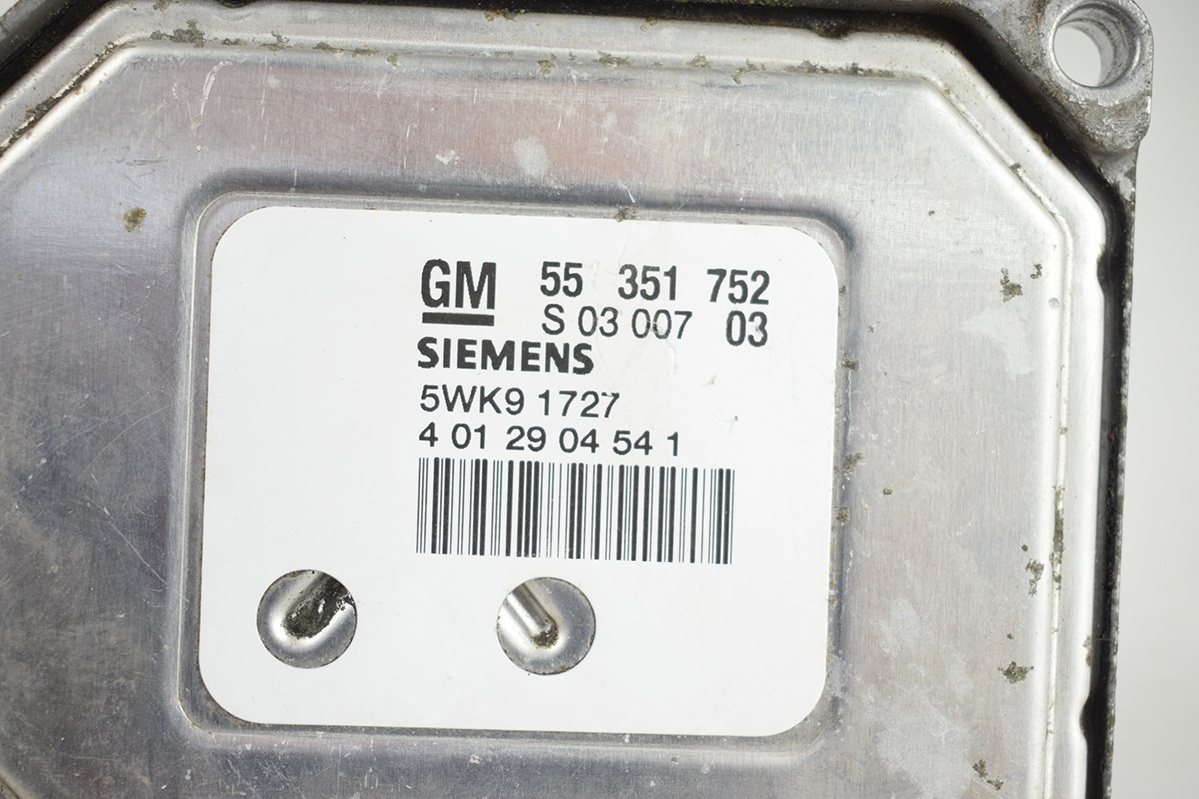 GM 55 351 752
S 03 007 03
SIEMENS
5WK9 1727
4 01 29 04 54 1